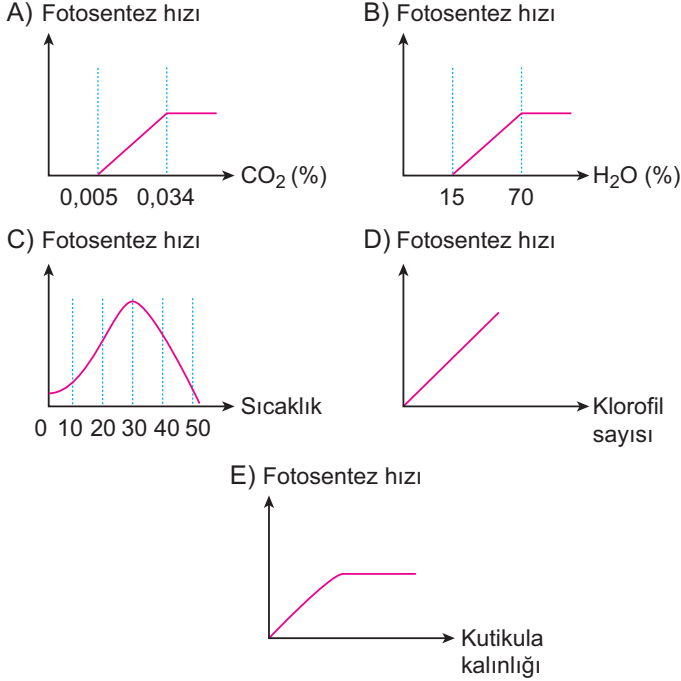 A) Fotosentez hızı
CO₂ (%)
0,005 0,034
B) Fotosentez hızı
H₂O (%)
15 70
C) Fotosentez hızı
Sıcaklık
0 10 20 30 40 50
D) Fotosentez hızı
Klorofil
sayısı
E) Fotosentez hızı
Kutikula
kalınlığı